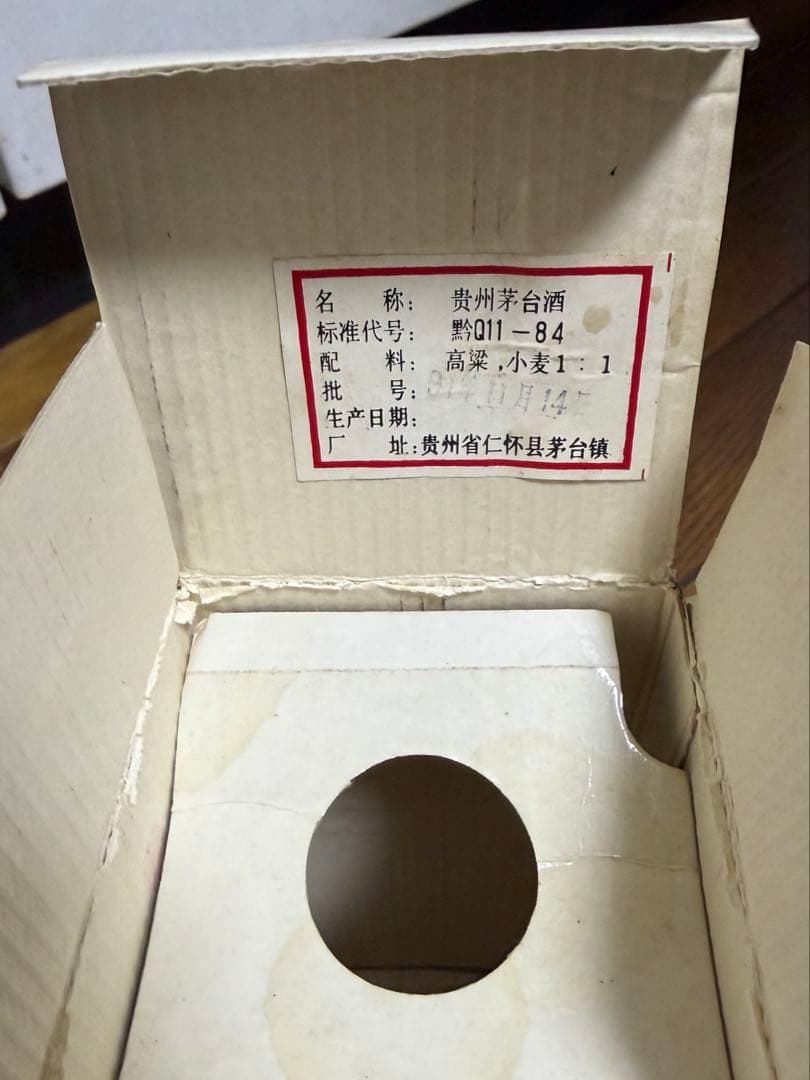 名 称: 贵州茅台酒
标准代号: 黔Q11-84
配 料: 高粱,小麦1:1
批 号:
生产日期:
厂 址:贵州省仁怀县茅台镇